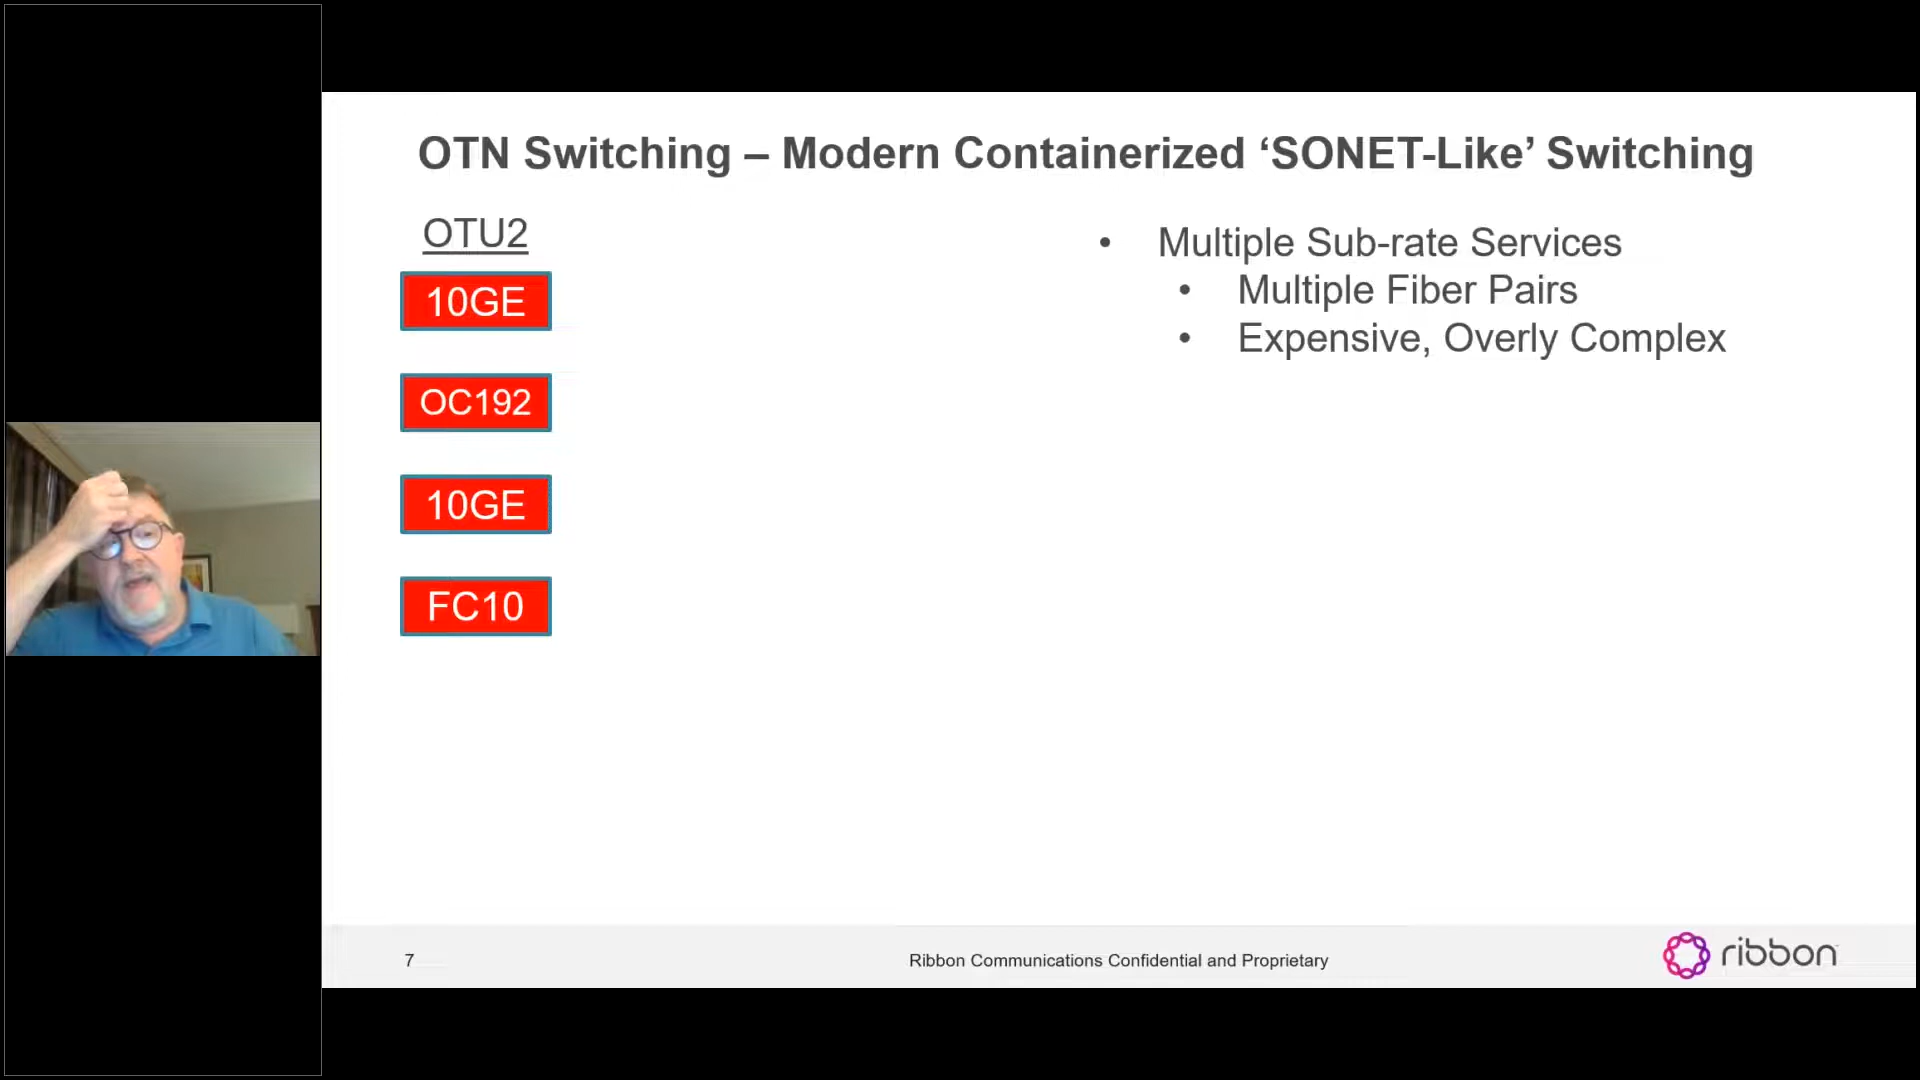 OTN Switching – Modern Containerized ‘SONET-Like’ Switching
OTU2
10GE
OC192
10GE
FC10
• Multiple Sub-rate Services
• Multiple Fiber Pairs
• Expensive, Overly Complex
7
Ribbon Communications Confidential and Proprietary
ribbon